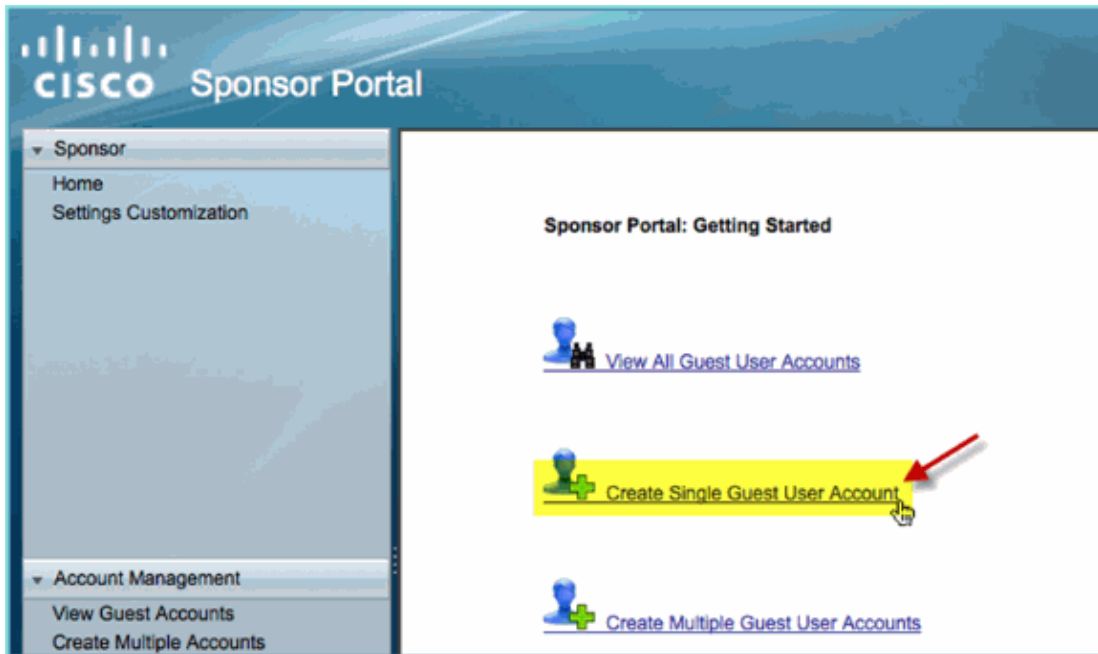 CISCO Sponsor Portal
Sponsor
Home
Settings Customization
Account Management
View Guest Accounts
Create Multiple Accounts
Sponsor Portal: Getting Started
View All Guest User Accounts
Create Single Guest User Account
Create Multiple Guest User Accounts